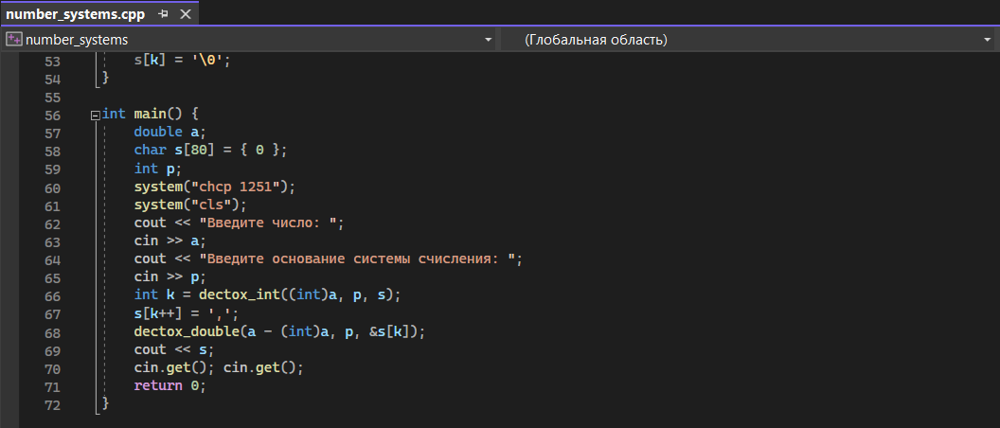 number_systems.cpp
number_systems (Глобальная область)
53 s[k] = '\0';
54 }
55
56 int main() {
57 double a;
58 char s[80] = { 0 };
59 int p;
60 system("chcp 1251");
61 system("cls");
62 cout << "Введите число: ";
63 cin >> a;
64 cout << "Введите основание системы счисления: ";
65 cin >> p;
66 int k = dectox_int((int)a, p, s);
67 s[k++] = ',';
68 dectox_double(a - (int)a, p, &s[k]);
69 cout << s;
70 cin.get(); cin.get();
71 return 0;
72 }